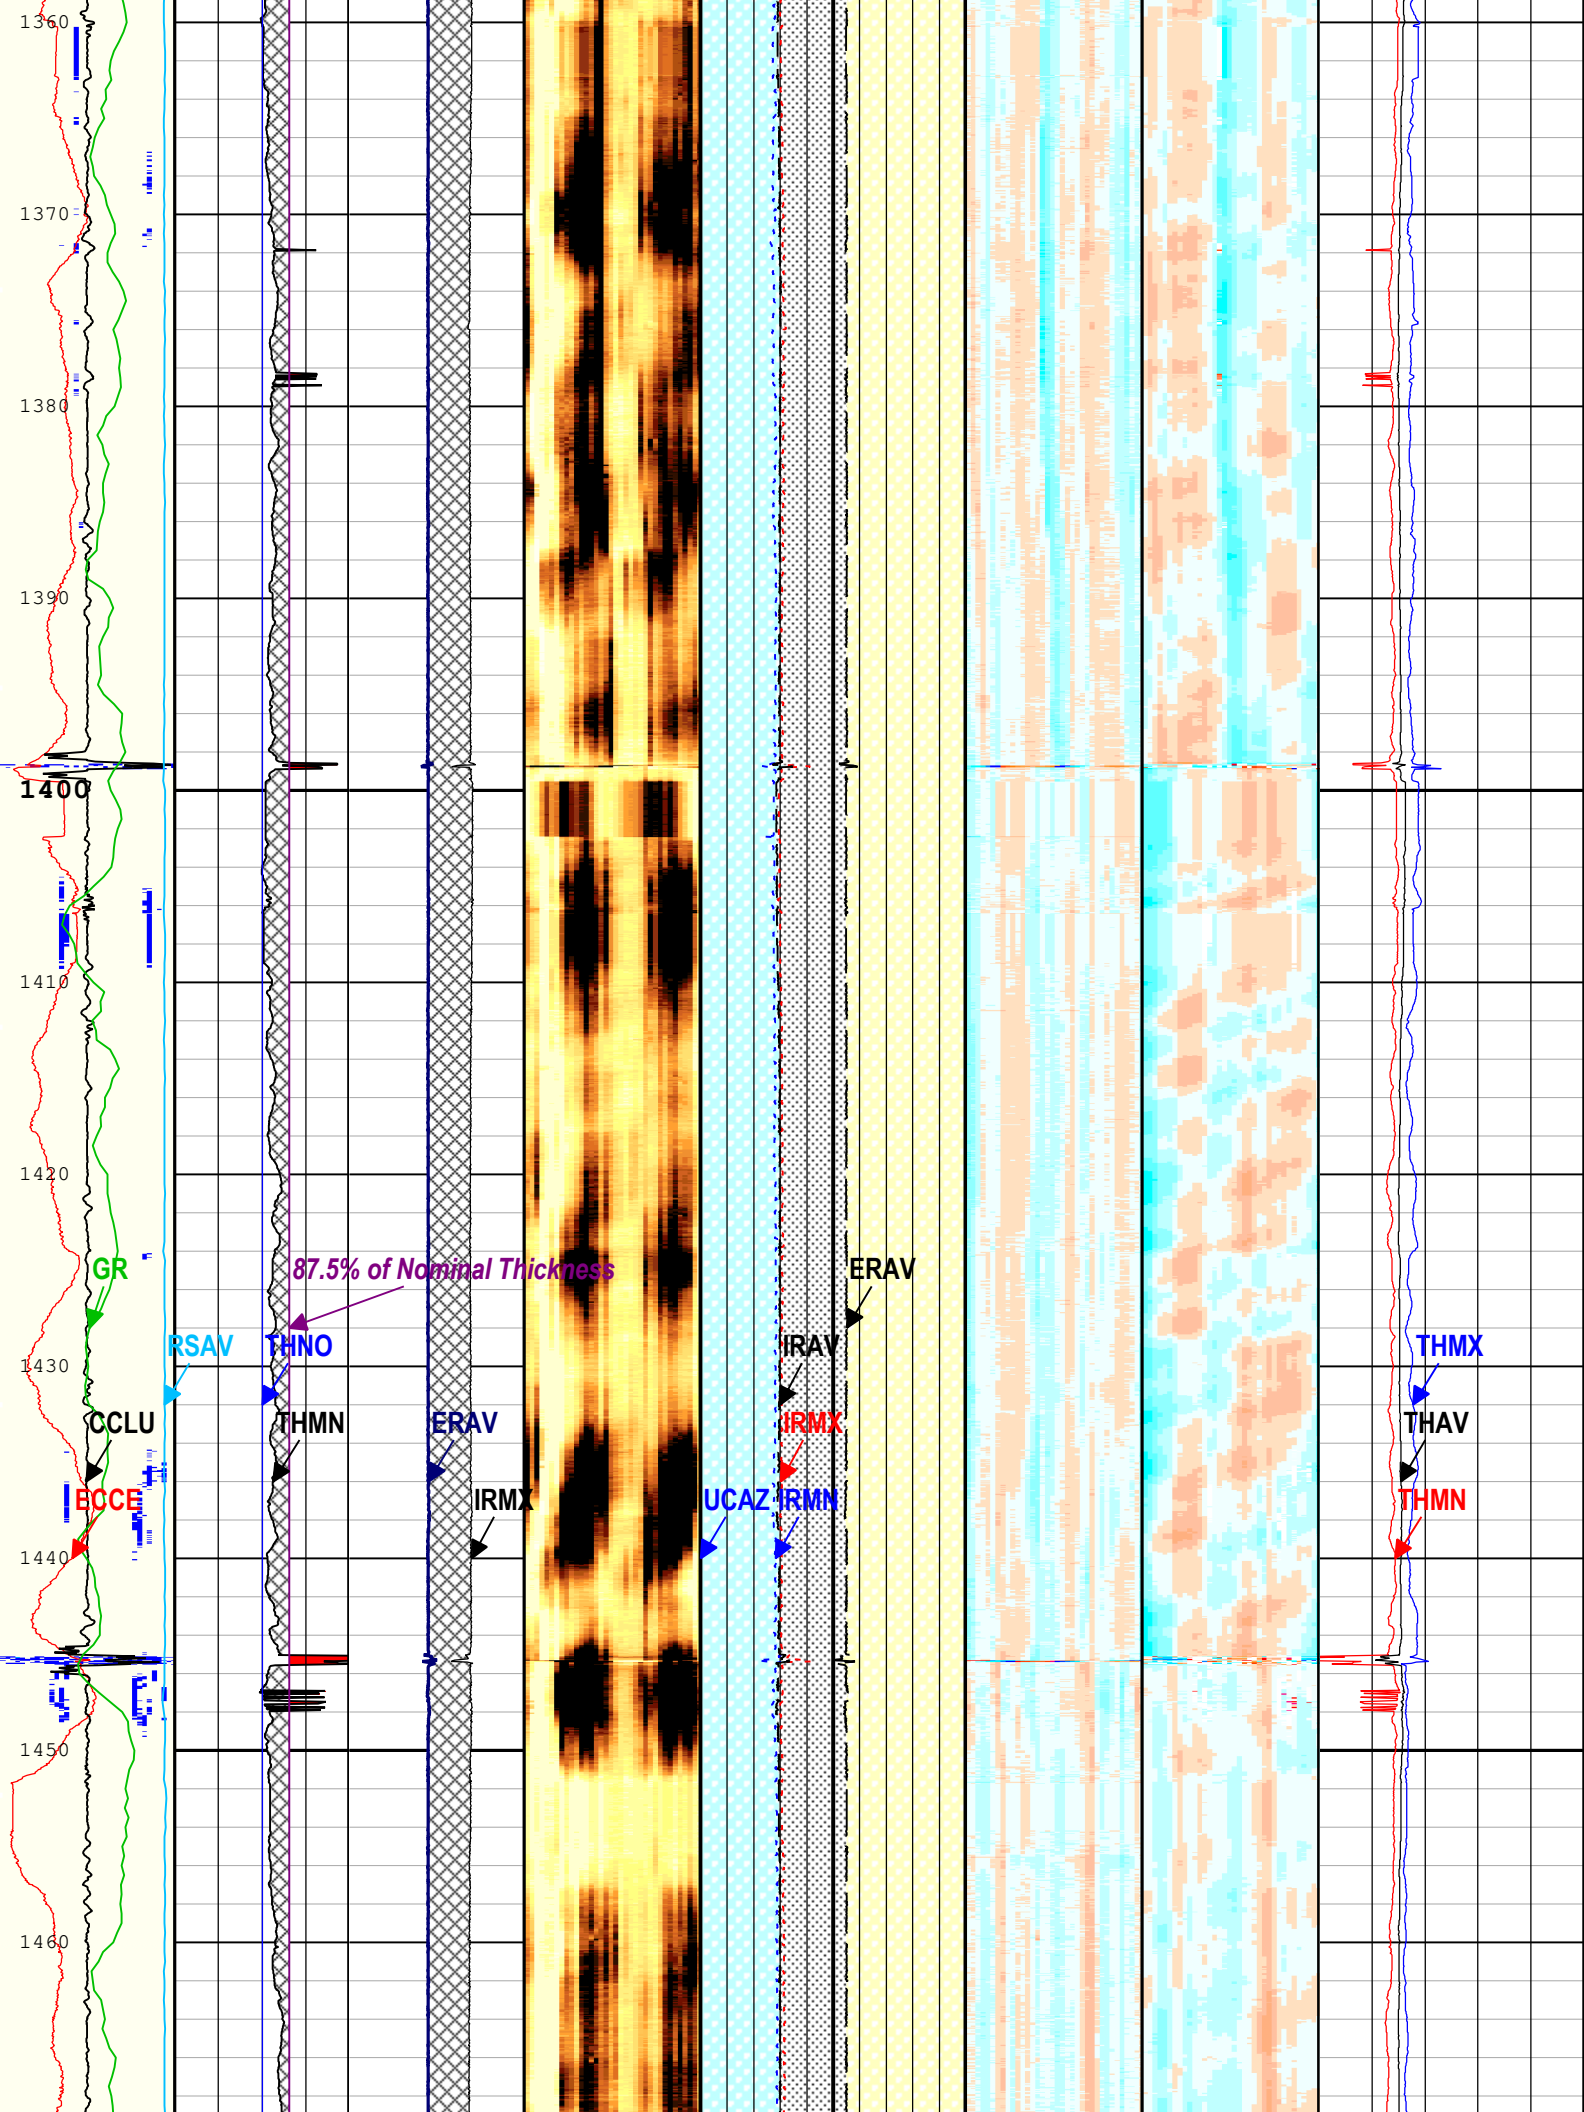 1360
1370
1380
1390
1400
1410
1420
GR
87.5% of Nominal Thickness
ERAV
RSAV
THNO
IRAV
THMX
1430
CCLU
THMN
ERAV
IRMX
THAV
ECCE
IRMX
UCAZ
IRMN
THMN
1440
1450
1460